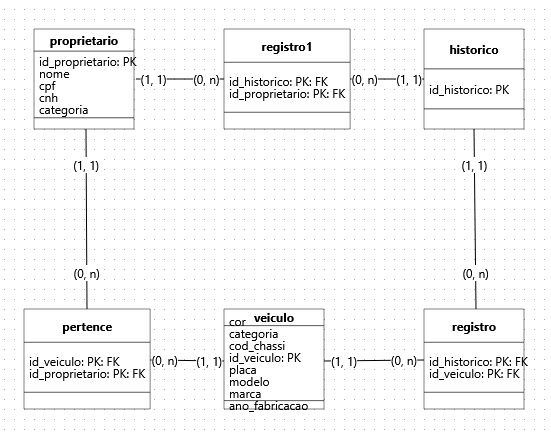 proprietario
id_proprietario: PK
nome
cpf
cnh
categoria
(1, 1)
(0, n)
registro1
id_historico: PK: FK
id_proprietario: PK: FK
(0, n)
(1, 1)
historico
id_historico: PK
(1, 1)
(1, 1)
(0, n)
(0, n)
pertence
id_veiculo: PK: FK
id_proprietario: PK: FK
(0, n)
(1, 1)
veiculo
cor
categoria
cod_chassi
id_veiculo: PK
placa
modelo
marca
ano_fabricacao
(1, 1)
(0, n)
registro
id_historico: PK: FK
id_veiculo: PK: FK